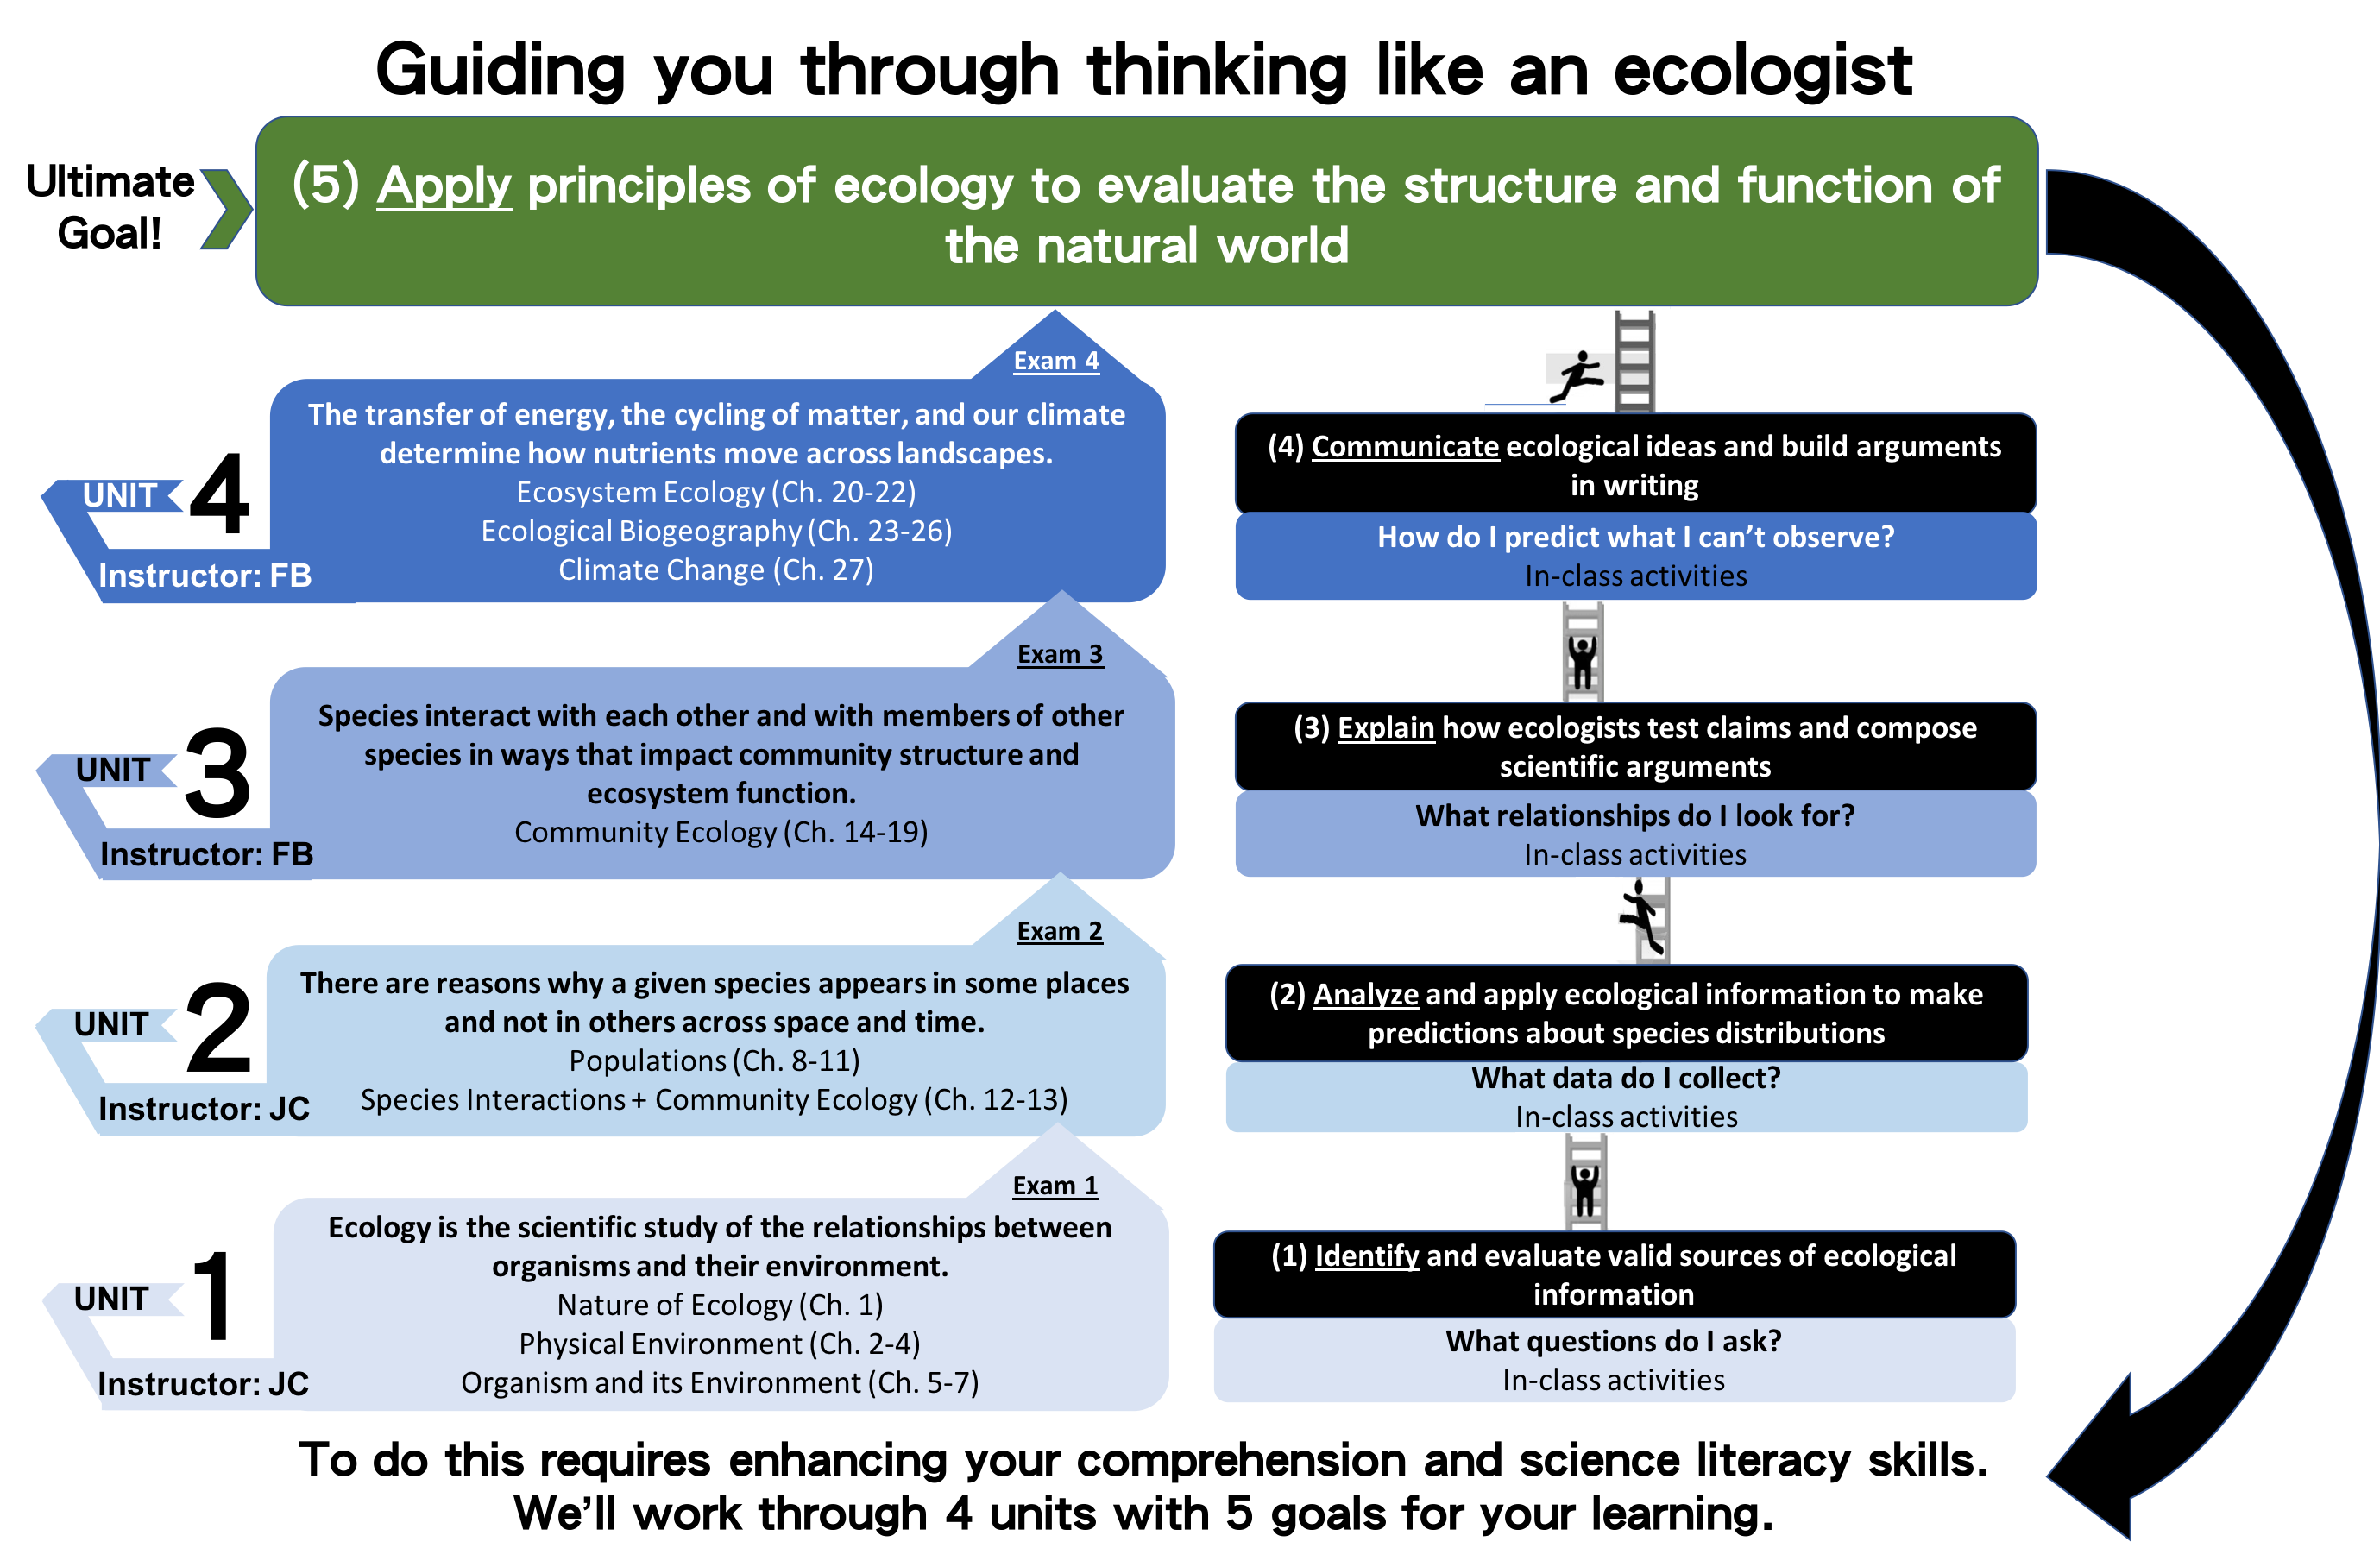 Guiding you through thinking like an ecologist
Ultimate
Goal!
(5) Apply principles of ecology to evaluate the structure and function of
the natural world
Exam 4
The transfer of energy, the cycling of matter, and our climate
determine how nutrients move across landscapes.
Ecosystem Ecology (Ch. 20-22)
Ecological Biogeography (Ch. 23-26)
Climate Change (Ch. 27)
UNIT 4
Instructor: FB
(4) Communicate ecological ideas and build arguments
in writing
How do I predict what I can’t observe?
In-class activities
Exam 3
Species interact with each other and with members of other
species in ways that impact community structure and
ecosystem function.
Community Ecology (Ch. 14-19)
UNIT 3
Instructor: FB
(3) Explain how ecologists test claims and compose
scientific arguments
What relationships do I look for?
In-class activities
Exam 2
There are reasons why a given species appears in some places
and not in others across space and time.
Populations (Ch. 8-11)
Species Interactions + Community Ecology (Ch. 12-13)
UNIT 2
Instructor: JC
(2) Analyze and apply ecological information to make
predictions about species distributions
What data do I collect?
In-class activities
Exam 1
Ecology is the scientific study of the relationships between
organisms and their environment.
Nature of Ecology (Ch. 1)
Physical Environment (Ch. 2-4)
Organism and its Environment (Ch. 5-7)
UNIT 1
Instructor: JC
(1) Identify and evaluate valid sources of ecological
information
What questions do I ask?
In-class activities
To do this requires enhancing your comprehension and science literacy skills.
We’ll work through 4 units with 5 goals for your learning.